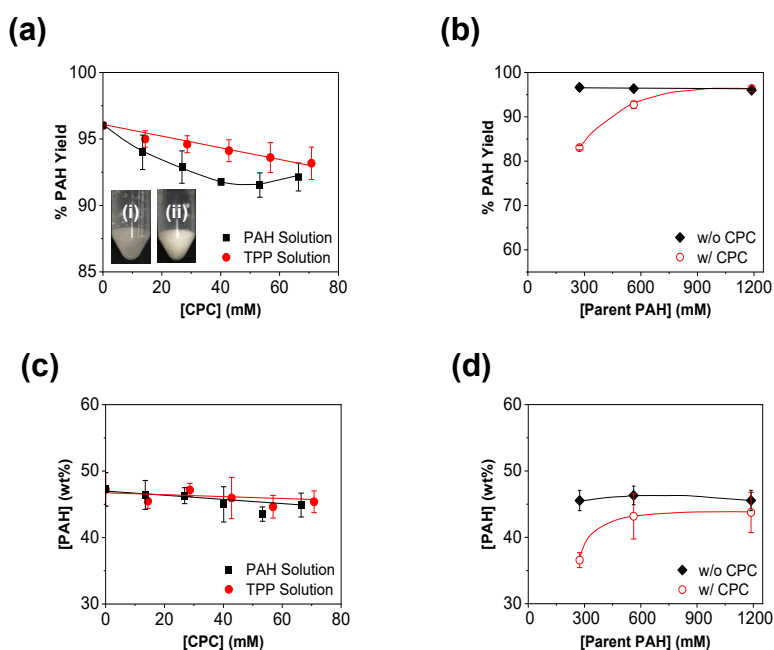 (a)
100
95
90
85
% PAH Yield
(i)
(ii)
PAH Solution
TPP Solution
0
20
40
60
80
[CPC] (mM)
(b)
100
90
80
70
60
% PAH Yield
w/o CPC
w/ CPC
0
300
600
900
1200
[Parent PAH] (mM)
(c)
60
50
40
30
[PAH] (wt%)
PAH Solution
TPP Solution
0
20
40
60
80
[CPC] (mM)
(d)
60
50
40
30
[PAH] (wt%)
w/o CPC
w/ CPC
0
300
600
900
1200
[Parent PAH] (mM)